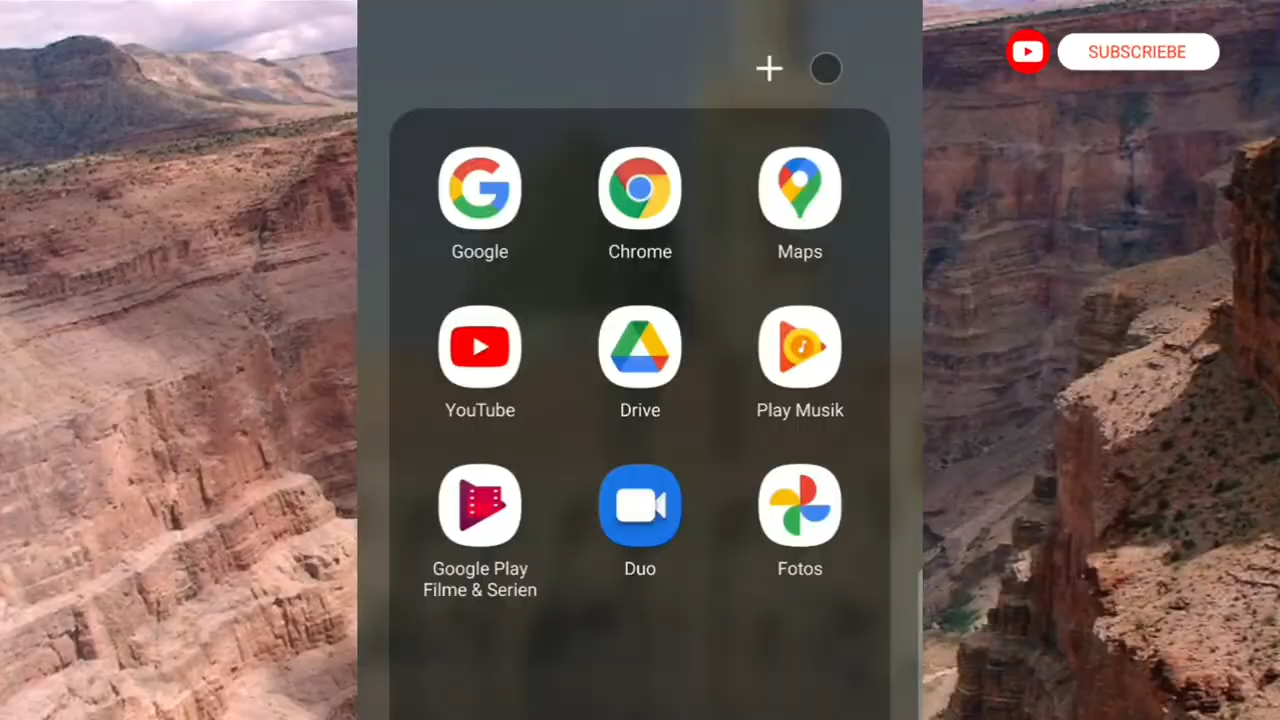 SUBSCRIEBE
Google
Chrome
Maps
YouTube
Drive
Play Musik
Google Play
Filme & Serien
Duo
Fotos